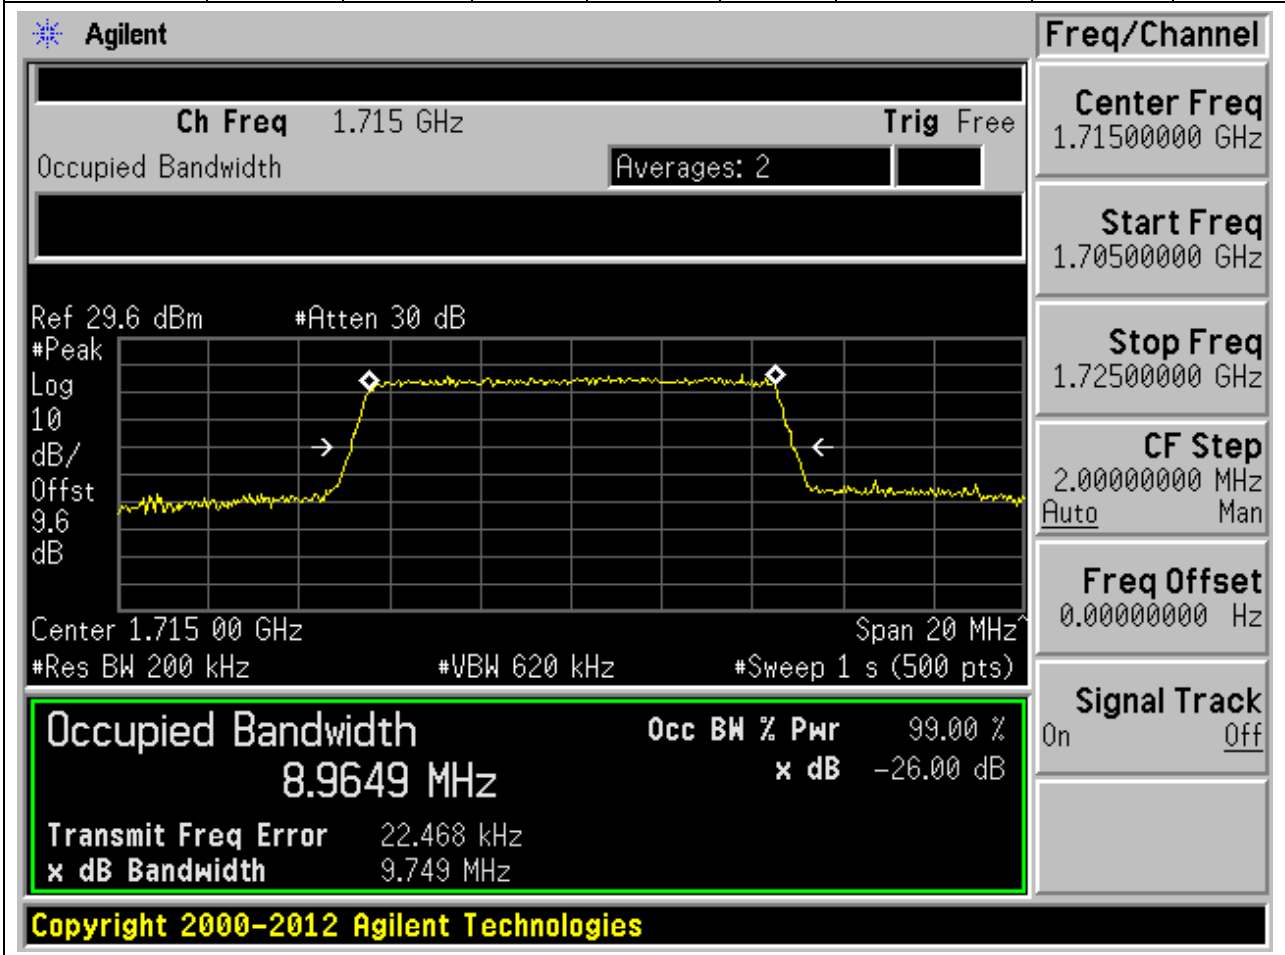 Agilent
Freq/Channel
Ch Freq 1.715 GHz Trig Free
Occupied Bandwidth Averages: 2
Center Freq
1.71500000 GHz
Start Freq
1.70500000 GHz
Stop Freq
1.72500000 GHz
CF Step
2.00000000 MHz
Auto Man
Freq Offset
0.00000000 Hz
Signal Track
On Off
Ref 29.6 dBm #Atten 30 dB
#Peak
Log
10
dB/
Offst
9.6
dB
Center 1.715 00 GHz Span 20 MHz^
#Res BW 200 kHz #VBW 620 kHz #Sweep 1 s (500 pts)
Occupied Bandwidth Occ BW % Pwr 99.00 %
8.9649 MHz x dB -26.00 dB
Transmit Freq Error 22.468 kHz
x dB Bandwidth 9.749 MHz
Copyright 2000-2012 Agilent Technologies